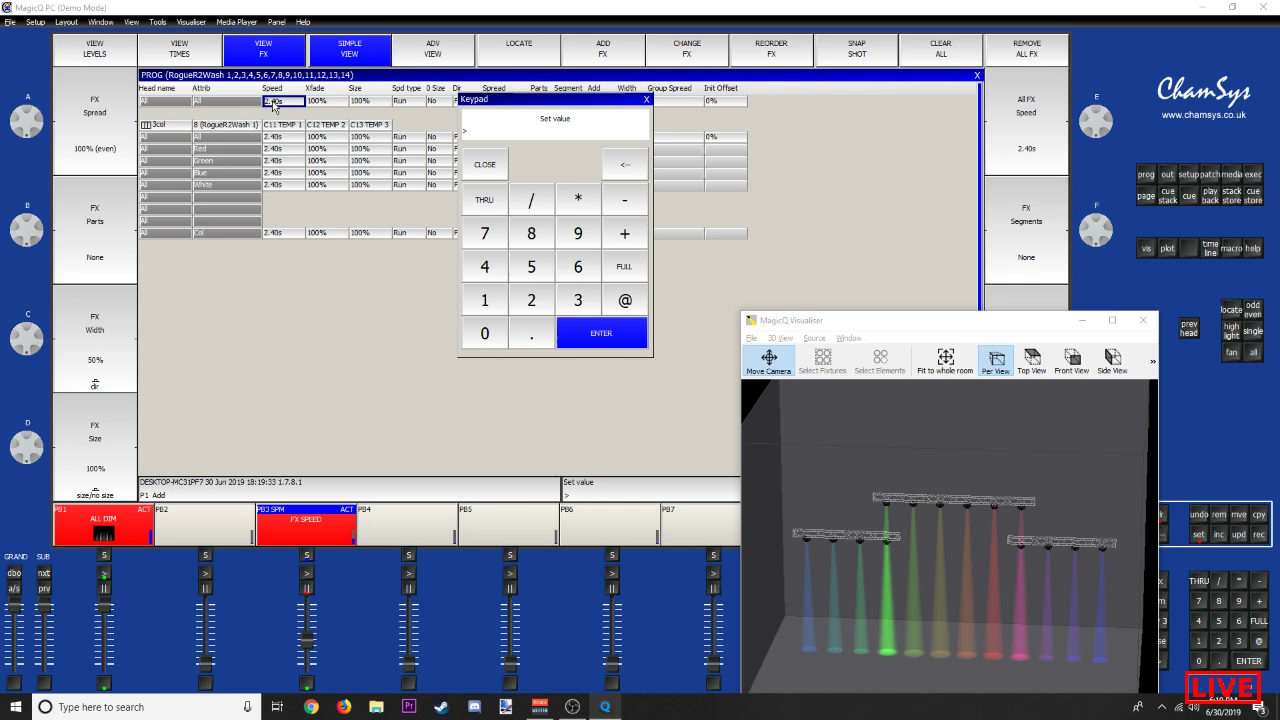 MagicQ PC (Demo Mode)
File Setup Layout Window View Tools Visualiser Media Player Panel Help
VIEW LEVELS
VIEW TIMES
VIEW FX
SIMPLE VIEW
ADV VIEW
LOCATE
ADD FX
CHANGE FX
REORDER FX
SNAP SHOT
CLEAR ALL
REMOVE ALL FX
PROG (RogueR2Wash 1,2,3,4,5,6,7,8,9,10,11,12,13,14) X
Head name Attrib Speed Xfade Size Spd type 0 Size Dir Spread Parts Segment Add Width Group Spread Init Offset
All All 2.40s 100% 100% Run No 0%
3col 8 (RogueR2Wash 1) C11 TEMP 1 C12 TEMP 2 C13 TEMP 3
All All 2.40s 100% 100% Run No 0%
All Red 2.40s 100% 100% Run No
All Green 2.40s 100% 100% Run No
All Blue 2.40s 100% 100% Run No
All White 2.40s 100% 100% Run No
All
All
All
All Col 2.40s 100% 100% Run No
Keypad X
Set value
>
CLOSE <--
THRU / * -
7 8 9 +
4 5 6 FULL
1 2 3 @
0 . ENTER
A
FX Spread
100% (even)
B
FX Parts
None
C
FX Width
50%
dir
D
FX Size
100%
size/no size
E
All FX Speed
2.40s
F
FX Segments
None
ChamSys
www.chamsys.co.uk
prog out setup patch media exec
page cue stack cue play back stack store cue store
vis plot time line macro help
locate odd even
prev head high light single
fan all
MagicQ Visualiser
File 3D View Source Window
Move Camera Select Fixtures Select Elements Fit to whole room Per View Top View Front View Side View »
DESKTOP-MC31PF7 30 Jun 2019 18:19:33 1.7.8.1
P1 Add
Set value
>
PB1 ACT
ALL DIM
PB2
PB3 SPM ACT
FX SPEED
PB4
PB5
PB6
PB7
undo rem mve cpy
set inc upd rec
GRAND SUB
S S S S S S S
dbo nxt > > > > > > >
a/s prv
THRU / * -
7 8 9 +
4 5 6 FULL
1 2 3 @
0 . ENTER
LIVE
Type here to search
6/30/2019